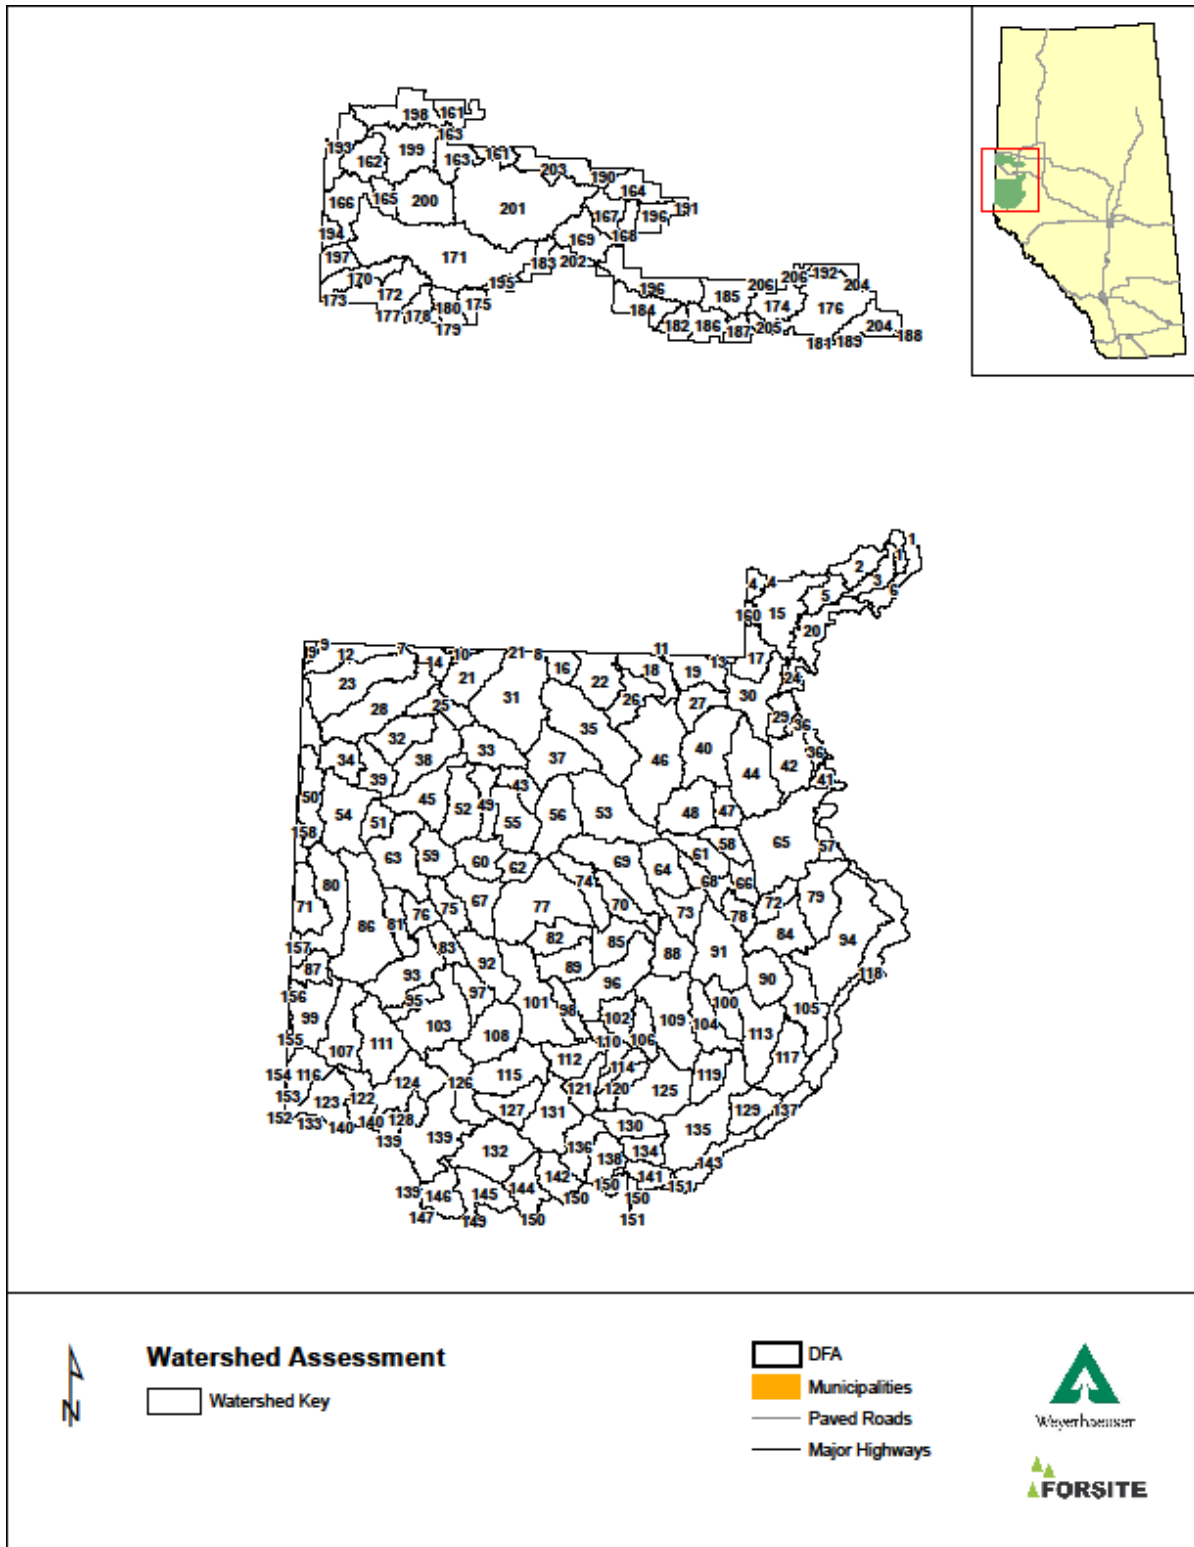 198 161
163
193 199 162 163 161
203
190
166 165 200 201 164
167 196 191
194 169 168
197 171 183 202
170 195 196
173 172 180 175 184 185 206 206 192 204
177 178 174 176
179 182 186 187 205 204
181 189 188
1
2 1
4 4 3
5 6
160 15
20
9 9 12 7 10 21 8 11
14 16 18 19 13 17
23 21 22 24
28 25 31 26 27 30
35 29 36
32 33 37 46 40 36
34 38 44 42
39 43 41
50 45 52 49 53
54 51 55 56 48 47
158 58 65 57
63 59 60 62 69 64 61
80 74 68 66
71 76 75 67 77 70 73 72 79
81 78
86 82 85 84 94
157 83 88 91
87 93 92 89 118
156 95 97 96 90
99 101 98 100 105
103 102 109 104
155 107 111 108 110 106 113
154 116 112 114 117
124 126 115 119
153 123 122 121 120 125
152 133 140 140 128 127 131 129 137
139 139 130 135
132 136 134
138 143
139 146 145 144 142 150 141 151
150 150
147 149 150 151
Watershed Assessment
Watershed Key
DFA
Municipalities
Paved Roads
Major Highways
N
Weyerhaeuser
FORSITE